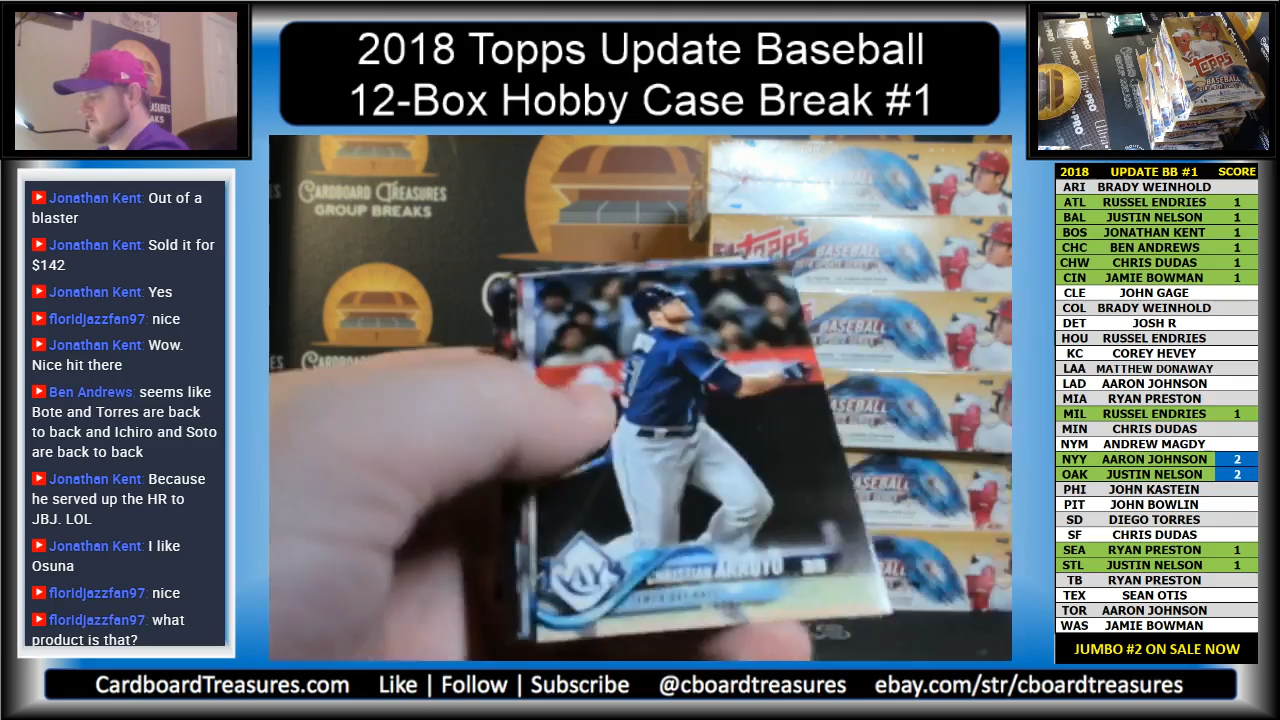 2018 Topps Update Baseball
12-Box Hobby Case Break #1
Jonathan Kent: Out of a
blaster
Jonathan Kent: Sold it for
$142
Jonathan Kent: Yes
floridjazzfan97: nice
Jonathan Kent: Wow.
Nice hit there
Ben Andrews: seems like
Bote and Torres are back
to back and Ichiro and Soto
are back to back
Jonathan Kent: Because
he served up the HR to
JBJ. LOL
Jonathan Kent: I like
Osuna
floridjazzfan97: nice
floridjazzfan97: what
product is that?
CARDBOARD TREASURES
GROUP BREAKS
Topps
BASEBALL
BASEBALL
BASEBALL
BASEBALL
CHRISTIAN ARROYO
Topps
BASEBALL
2018 UPDATE BB #1 SCORE
ARI BRADY WEINHOLD
ATL RUSSEL ENDRIES 1
BAL JUSTIN NELSON 1
BOS JONATHAN KENT 1
CHC BEN ANDREWS 1
CHW CHRIS DUDAS 1
CIN JAMIE BOWMAN 1
CLE JOHN GAGE
COL BRADY WEINHOLD
DET JOSH R
HOU RUSSEL ENDRIES
KC COREY HEVEY
LAA MATTHEW DONAWAY
LAD AARON JOHNSON
MIA RYAN PRESTON
MIL RUSSEL ENDRIES 1
MIN CHRIS DUDAS
NYM ANDREW MAGDY
NYY AARON JOHNSON 2
OAK JUSTIN NELSON 2
PHI JOHN KASTEIN
PIT JOHN BOWLIN
SD DIEGO TORRES
SF CHRIS DUDAS
SEA RYAN PRESTON 1
STL JUSTIN NELSON 1
TB RYAN PRESTON
TEX SEAN OTIS
TOR AARON JOHNSON
WAS JAMIE BOWMAN
JUMBO #2 ON SALE NOW
CardboardTreasures.com Like | Follow | Subscribe @cboardtreasures ebay.com/str/cboardtreasures